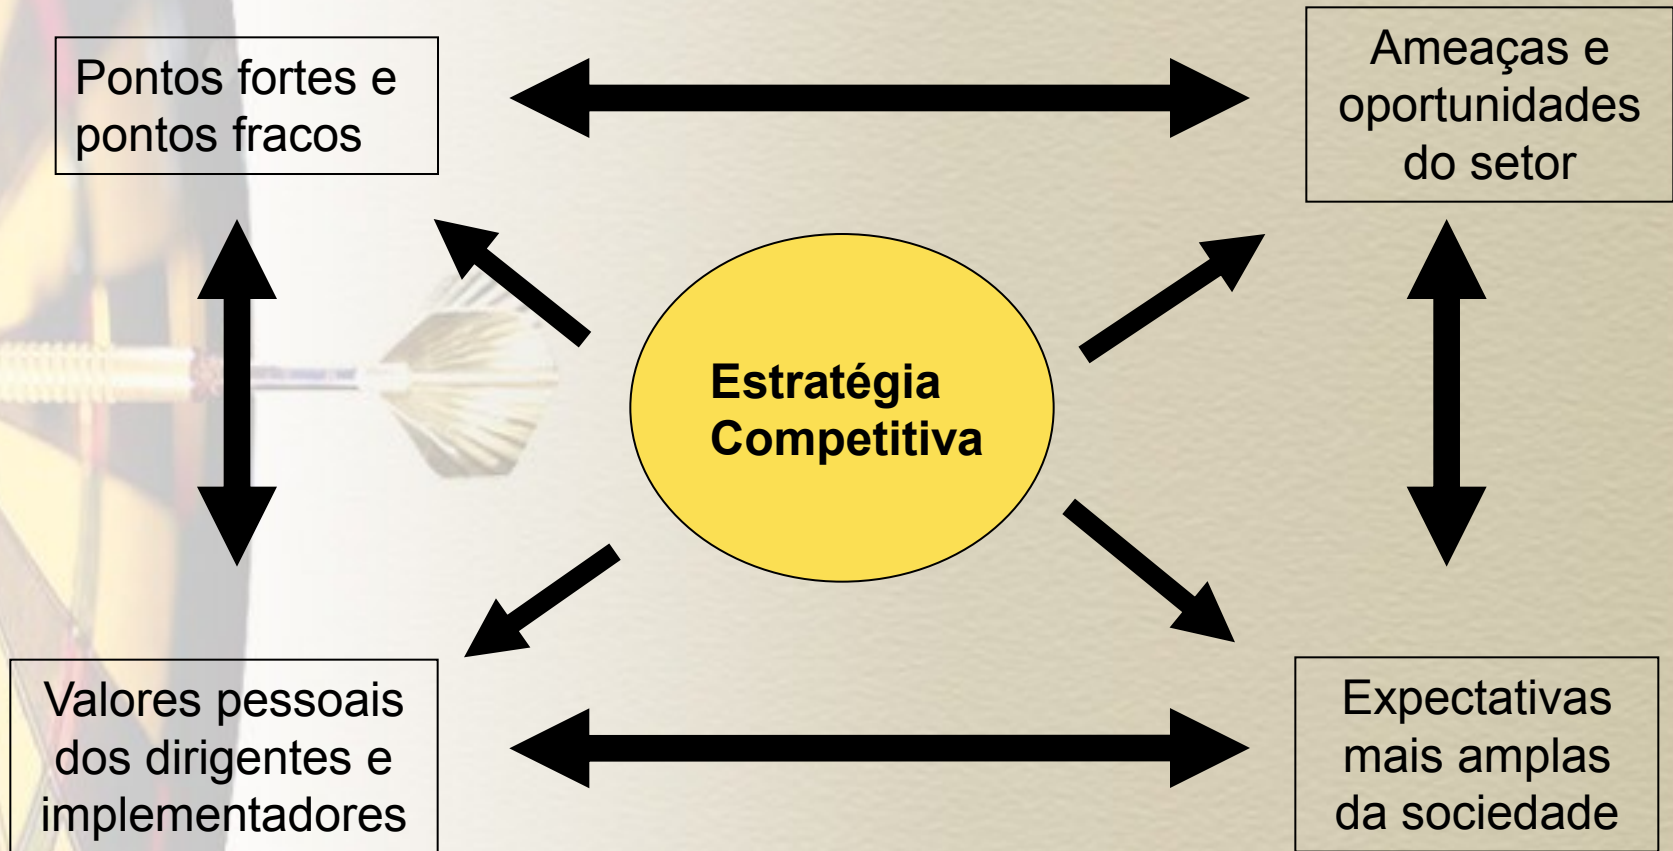 Pontos fortes e
pontos fracos
Ameaças e
oportunidades
do setor
Estratégia
Competitiva
Valores pessoais
dos dirigentes e
implementadores
Expectativas
mais amplas
da sociedade